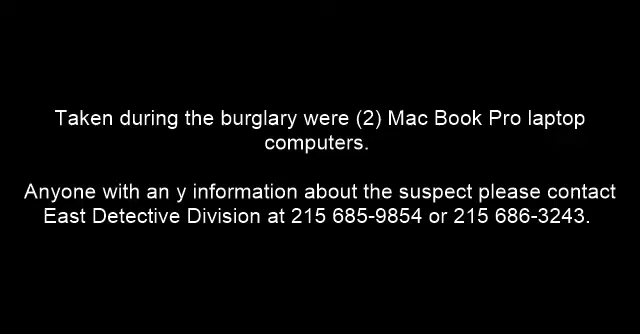 Taken during the burglary were (2) Mac Book Pro laptop
computers.
Anyone with an y information about the suspect please contact
East Detective Division at 215 685-9854 or 215 686-3243.